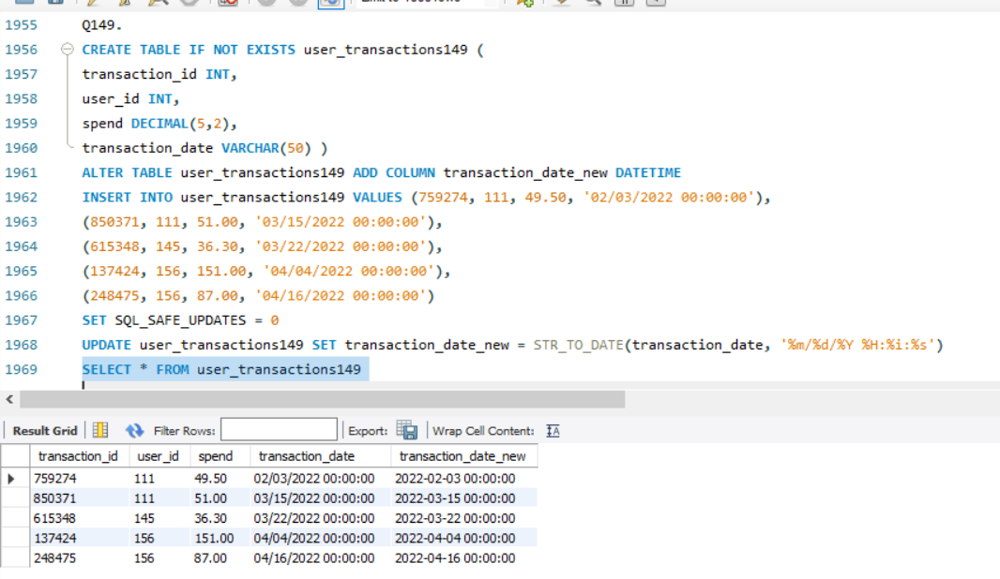 1955 Q149.
1956 CREATE TABLE IF NOT EXISTS user_transactions149 (
1957 transaction_id INT,
1958 user_id INT,
1959 spend DECIMAL(5,2),
1960 transaction_date VARCHAR(50) )
1961 ALTER TABLE user_transactions149 ADD COLUMN transaction_date_new DATETIME
1962 INSERT INTO user_transactions149 VALUES (759274, 111, 49.50, '02/03/2022 00:00:00'),
1963 (850371, 111, 51.00, '03/15/2022 00:00:00'),
1964 (615348, 145, 36.30, '03/22/2022 00:00:00'),
1965 (137424, 156, 151.00, '04/04/2022 00:00:00'),
1966 (248475, 156, 87.00, '04/16/2022 00:00:00')
1967 SET SQL_SAFE_UPDATES = 0
1968 UPDATE user_transactions149 SET transaction_date_new = STR_TO_DATE(transaction_date, '%m/%d/%Y %H:%i:%s')
1969 SELECT * FROM user_transactions149
Result Grid Filter Rows: Export: Wrap Cell Content:
transaction_id user_id spend transaction_date transaction_date_new
759274 111 49.50 02/03/2022 00:00:00 2022-02-03 00:00:00
850371 111 51.00 03/15/2022 00:00:00 2022-03-15 00:00:00
615348 145 36.30 03/22/2022 00:00:00 2022-03-22 00:00:00
137424 156 151.00 04/04/2022 00:00:00 2022-04-04 00:00:00
248475 156 87.00 04/16/2022 00:00:00 2022-04-16 00:00:00